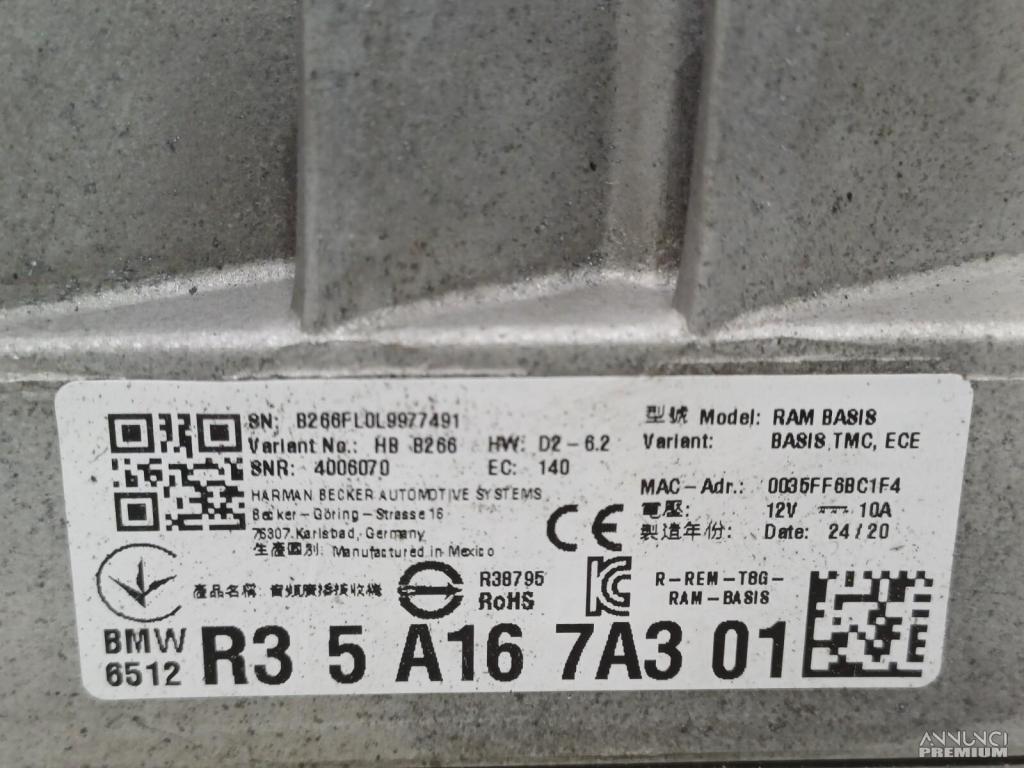 SN: B266FL0L9977491
Variant No.: HB B266 HW: D2-6.2
SNR: 4006070 EC: 140
HARMAN BECKER AUTOMOTIVE SYSTEMS
Becker-Göring-Strasse 16
76307 Karlsbad, Germany
生產國別: Manufactured in Mexico
型號 Model: RAM BASIS
Variant: BASIS,TMC, ECE
MAC-Adr.: 0035FF6BC1F4
電壓: 12V 10A
製造年份: Date: 24/20
CE
產品名稱: 音頻廣播接收機
R38795
RoHS
R-REM-TBG-
RAM-BASIS
BMW
6512
R3 5 A16 7A3 01
ANNUNCI
PREMIUM